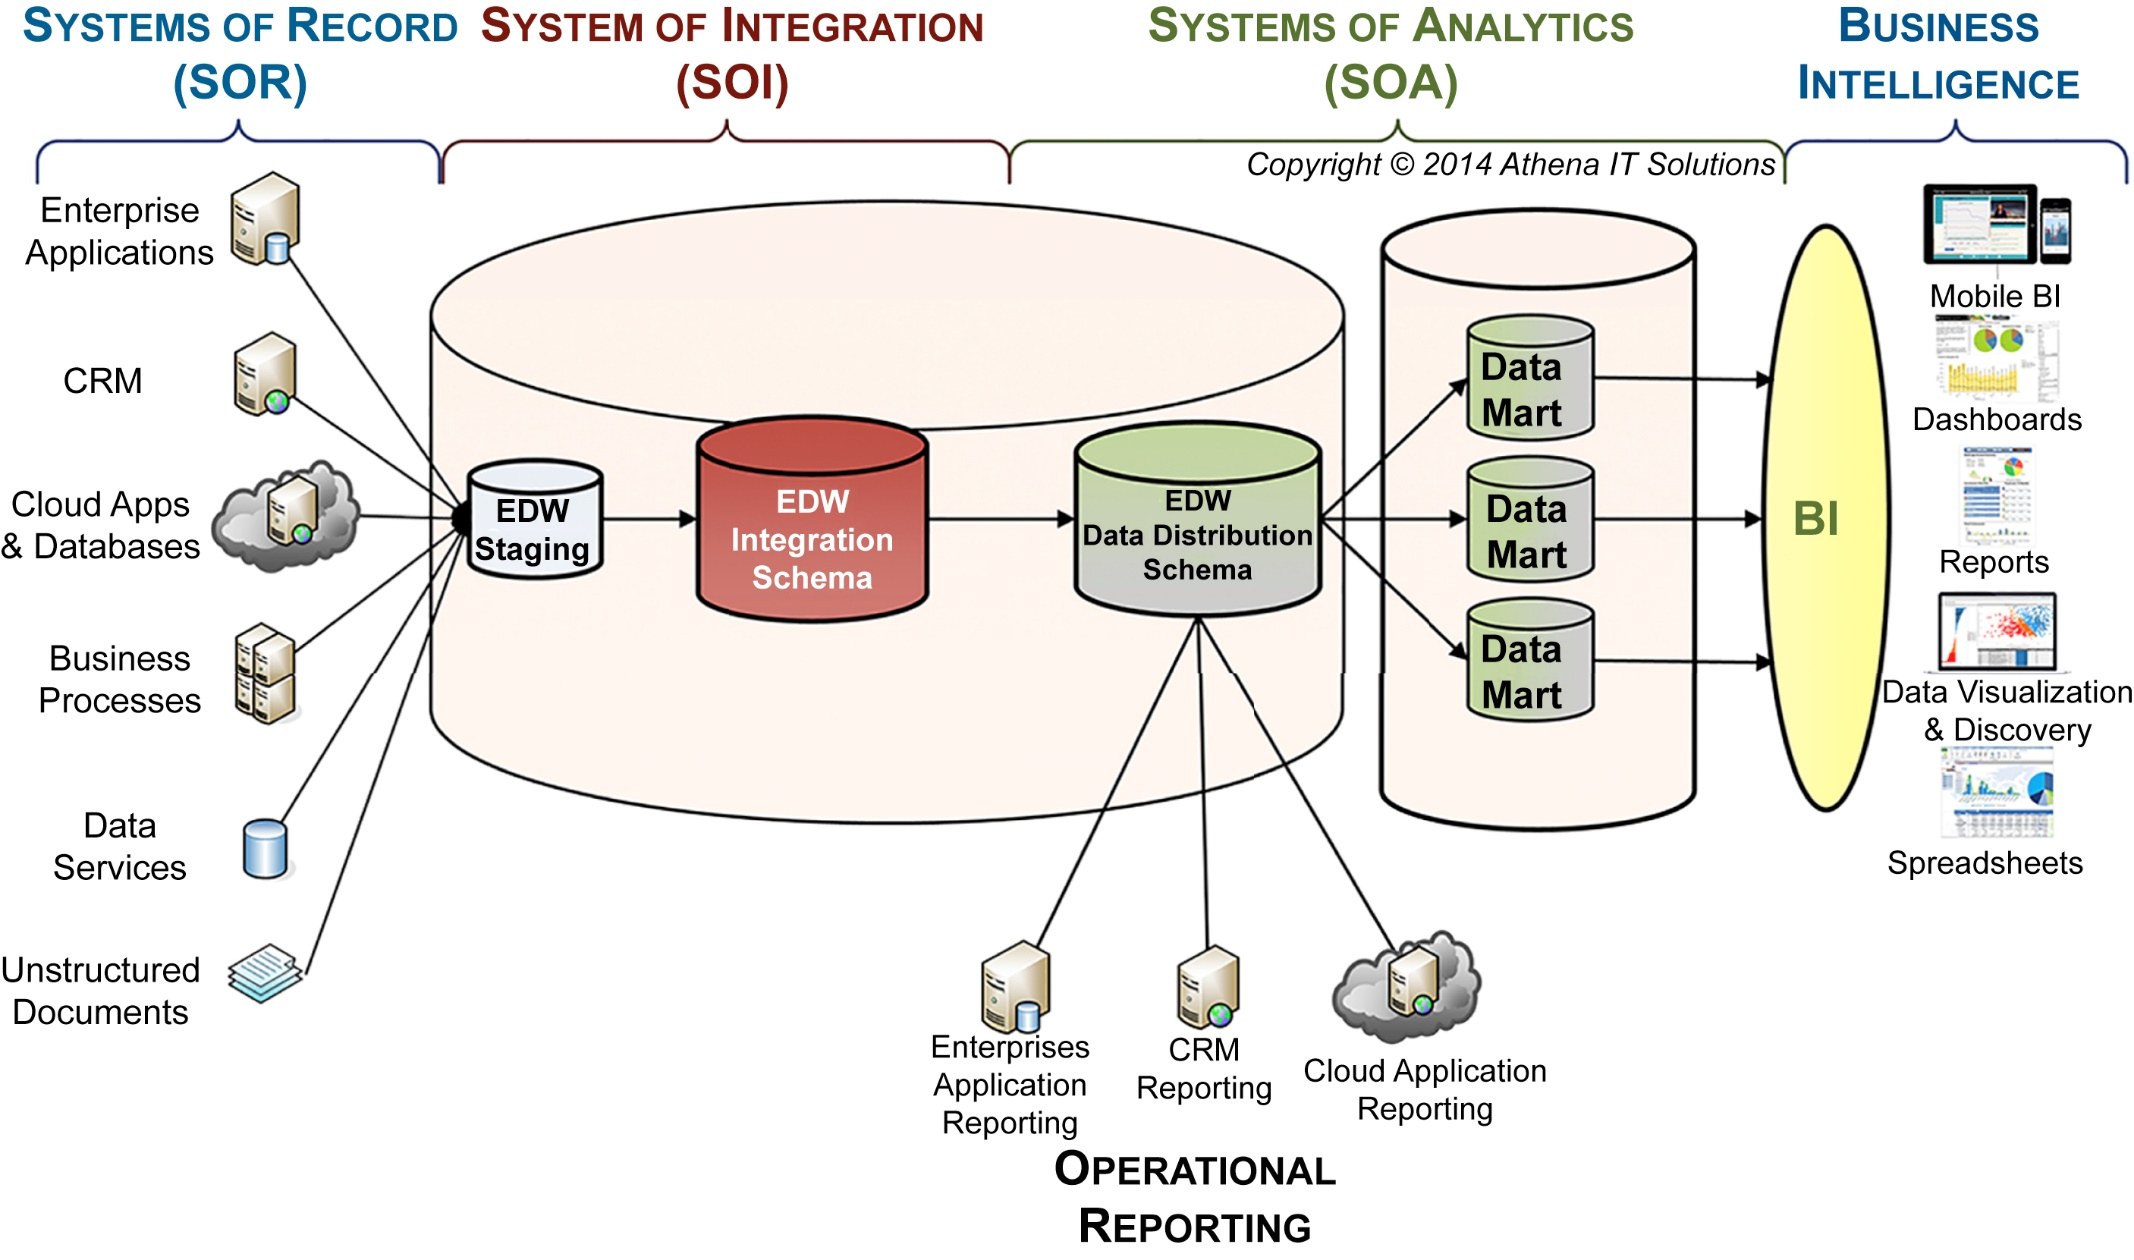 SYSTEMS OF RECORD
(SOR)
SYSTEM OF INTEGRATION
(SOI)
SYSTEMS OF ANALYTICS
(SOA)
BUSINESS
INTELLIGENCE
Copyright © 2014 Athena IT Solutions
Enterprise
Applications
CRM
Cloud Apps
& Databases
Business
Processes
Data
Services
Unstructured
Documents
EDW
Staging
EDW
Integration
Schema
EDW
Data Distribution
Schema
Data
Mart
Data
Mart
Data
Mart
BI
Mobile BI
Dashboards
Reports
Data Visualization
& Discovery
Spreadsheets
Enterprises
Application
Reporting
CRM
Reporting
Cloud Application
Reporting
OPERATIONAL
REPORTING